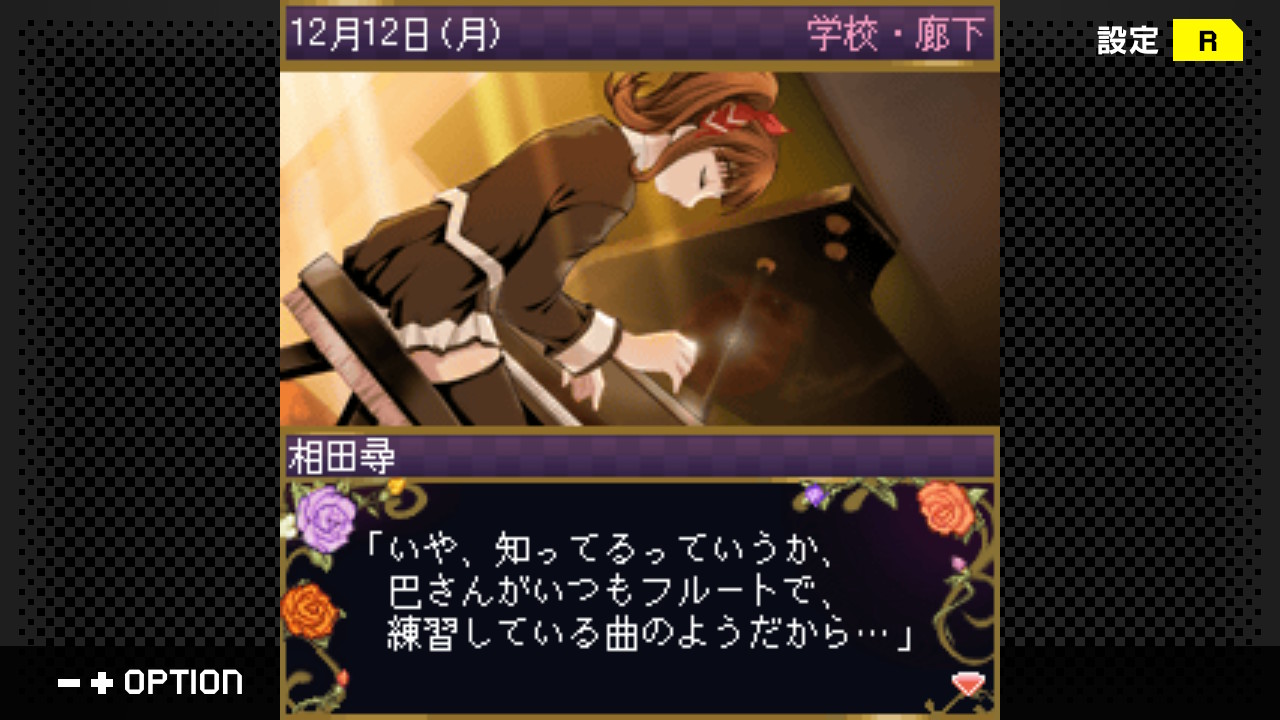 12月12日(月)
学校・廊下
設定
R
相田尋
「いや、知ってるっていうか、
巴さんがいつもフルートで、
練習している曲のようだから…」
OPTION